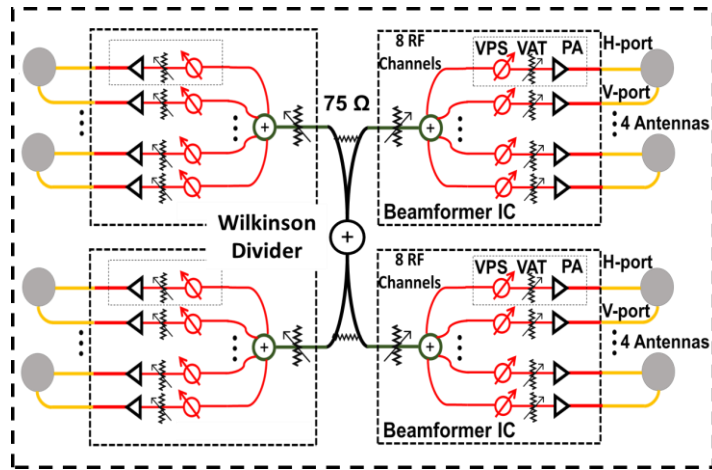 8 RF
Channels
VPS VAT PA
H-port
V-port
75 Ω
4 Antennas
+
+
Beamformer IC
Wilkinson
Divider
+
8 RF
Channels
VPS VAT PA
H-port
V-port
4 Antennas
+
+
Beamformer IC